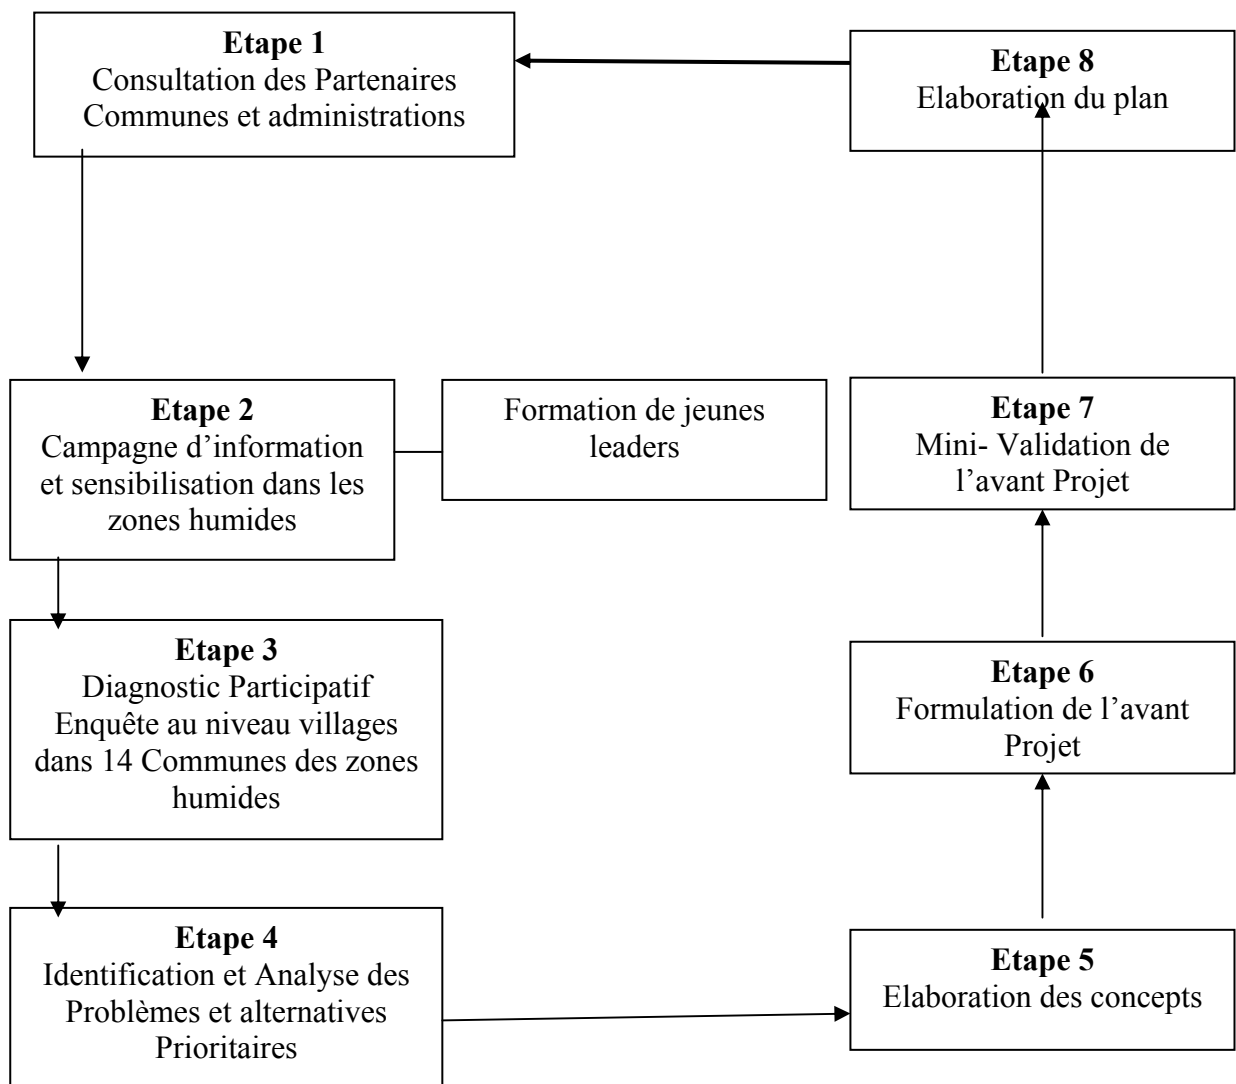 Etape 1
Consultation des Partenaires
Communes et administrations
Etape 8
Elaboration du plan
Etape 2
Campagne d’information
et sensibilisation dans les
zones humides
Formation de jeunes
leaders
Etape 7
Mini- Validation de
l’avant Projet
Etape 3
Diagnostic Participatif
Enquête au niveau villages
dans 14 Communes des zones
humides
Etape 6
Formulation de l’avant
Projet
Etape 4
Identification et Analyse des
Problèmes et alternatives
Prioritaires
Etape 5
Elaboration des concepts